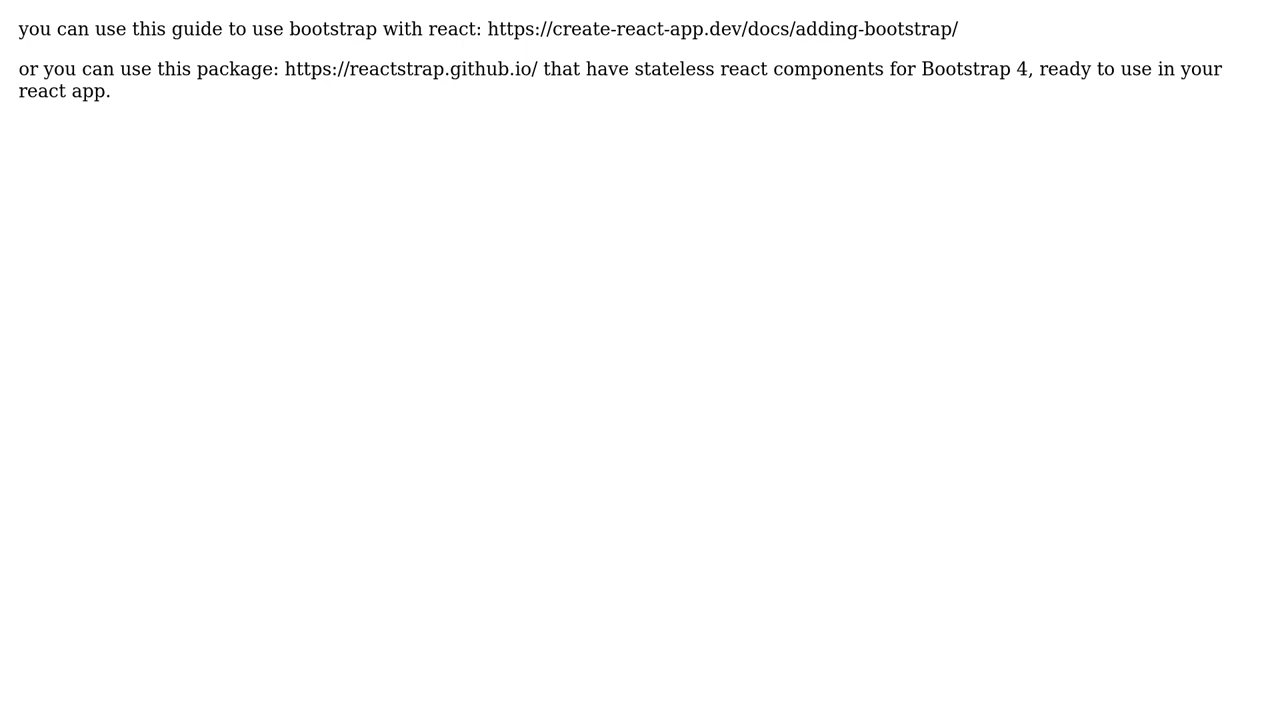 you can use this guide to use bootstrap with react: https://create-react-app.dev/docs/adding-bootstrap/
or you can use this package: https://reactstrap.github.io/ that have stateless react components for Bootstrap 4, ready to use in your
react app.